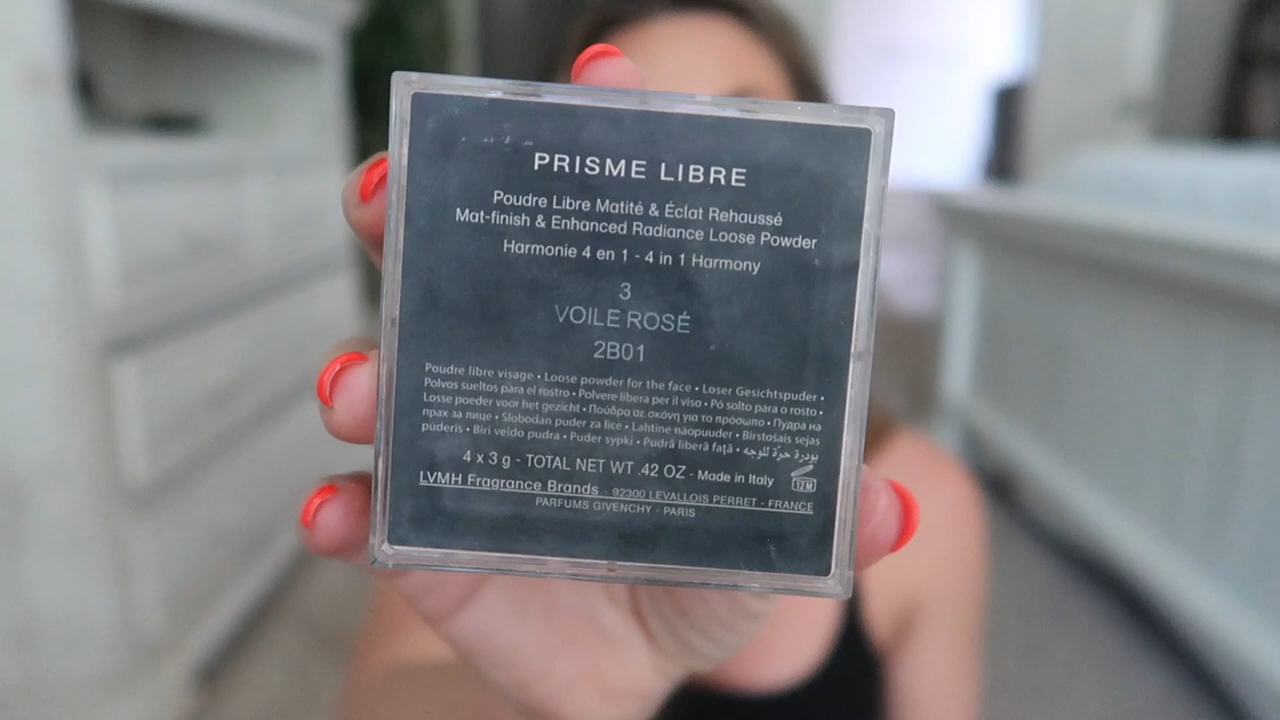 PRISME LIBRE
Poudre Libre Matité & Éclat Rehaussé
Mat-finish & Enhanced Radiance Loose Powder
Harmonie 4 en 1 - 4 in 1 Harmony
3
VOILE ROSÉ
2B01
Poudre libre visage • Loose powder for the face • Loser Gesichtspuder •
Polvos sueltos para el rostro • Polvere libera per il viso • Pó solto para o rosto •
Losse poeder voor het gezicht • Πούδρα σε σκόνη για το πρόσωπο • Пудра на
прах за лице • Slobodan puder za lice • Lahtine näopuuder • Birstošais sejas
pūderis • Biri veido pudra • Puder sypki • Pudră liberă față • بودرة حرّة للوجه
4 x 3 g - TOTAL NET WT .42 OZ - Made in Italy
12M
LVMH Fragrance Brands - 92300 LEVALLOIS PERRET - FRANCE
PARFUMS GIVENCHY - PARIS